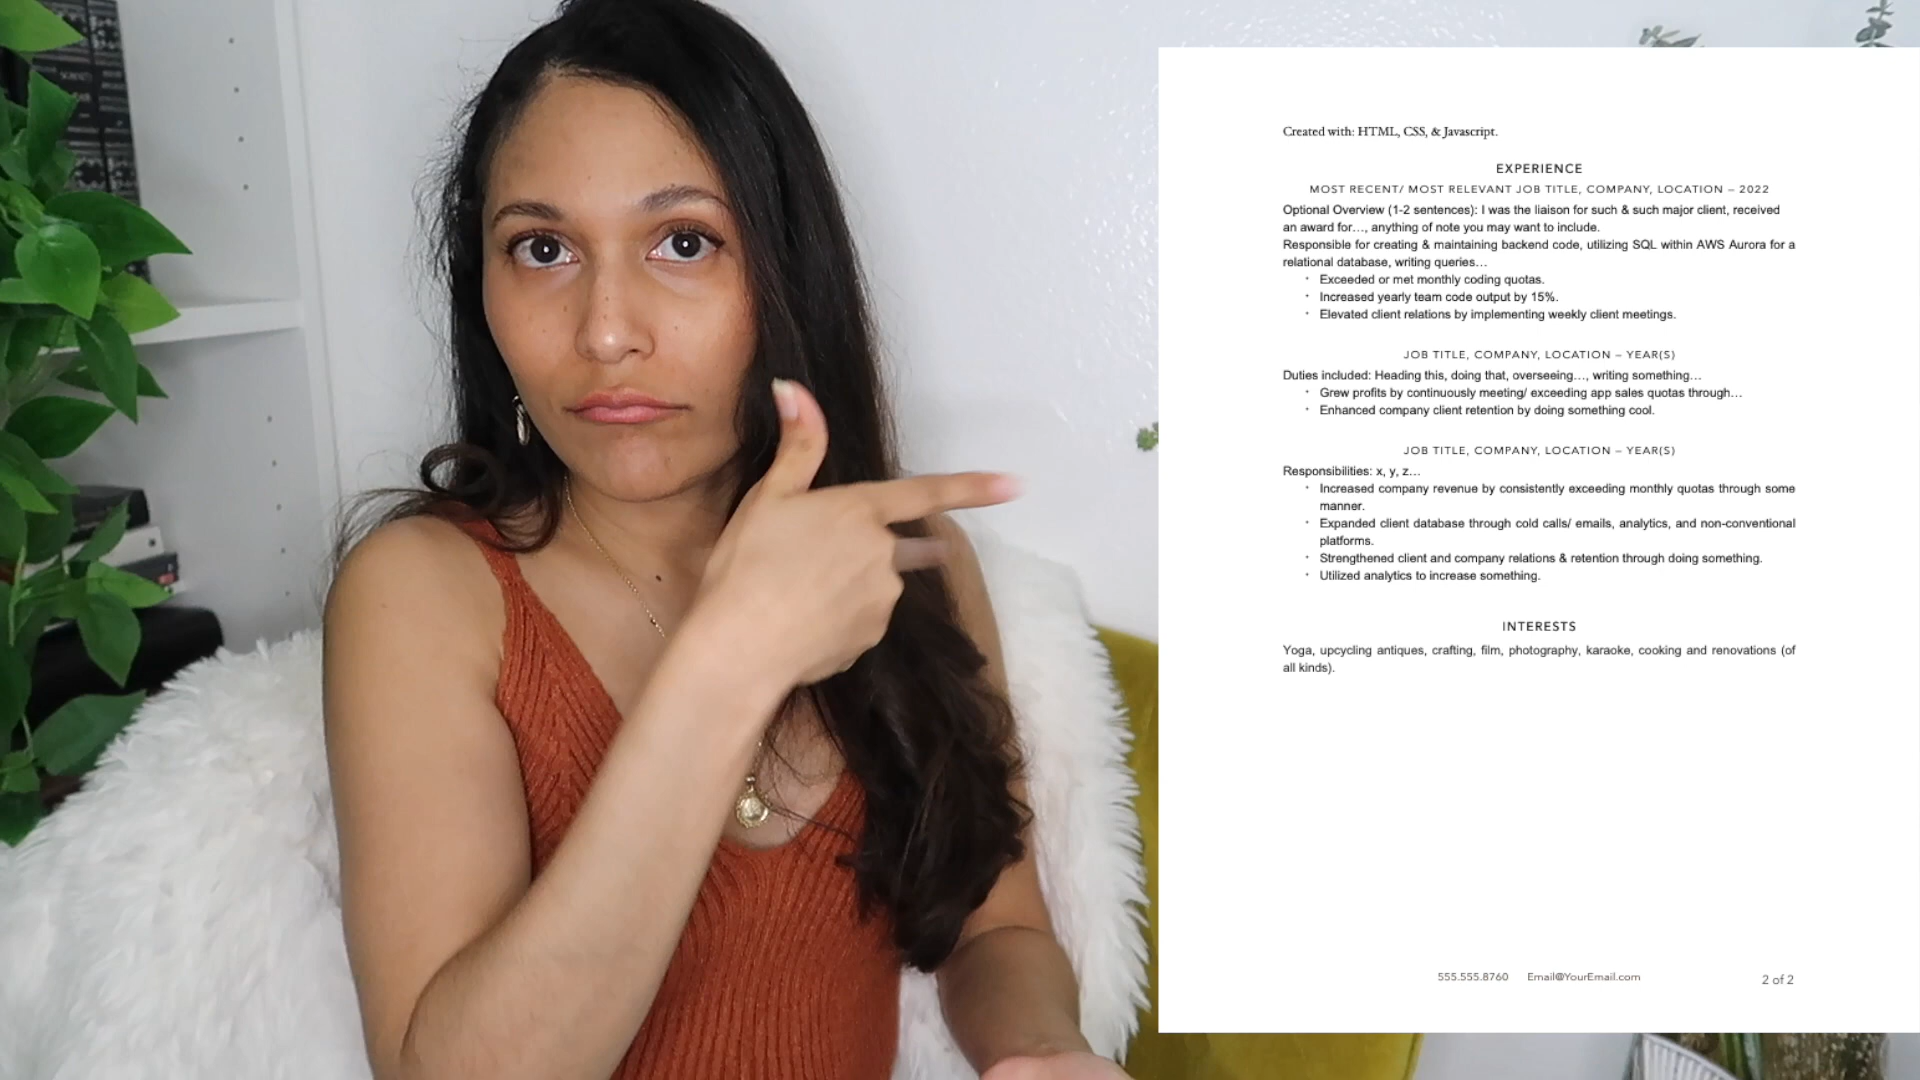 Created with: HTML, CSS, & Javascript.
EXPERIENCE
MOST RECENT/ MOST RELEVANT JOB TITLE, COMPANY, LOCATION – 2022
Optional Overview (1-2 sentences): I was the liaison for such & such major client, received
an award for…, anything of note you may want to include.
Responsible for creating & maintaining backend code, utilizing SQL within AWS Aurora for a
relational database, writing queries…
· Exceeded or met monthly coding quotas.
· Increased yearly team code output by 15%.
· Elevated client relations by implementing weekly client meetings.
JOB TITLE, COMPANY, LOCATION – YEAR(S)
Duties included: Heading this, doing that, overseeing…, writing something…
· Grew profits by continuously meeting/ exceeding app sales quotas through…
· Enhanced company client retention by doing something cool.
JOB TITLE, COMPANY, LOCATION – YEAR(S)
Responsibilities: x, y, z…
· Increased company revenue by consistently exceeding monthly quotas through some
manner.
· Expanded client database through cold calls/ emails, analytics, and non-conventional
platforms.
· Strengthened client and company relations & retention through doing something.
· Utilized analytics to increase something.
INTERESTS
Yoga, upcycling antiques, crafting, film, photography, karaoke, cooking and renovations (of
all kinds).
555.555.8760 Email@YourEmail.com 2 of 2